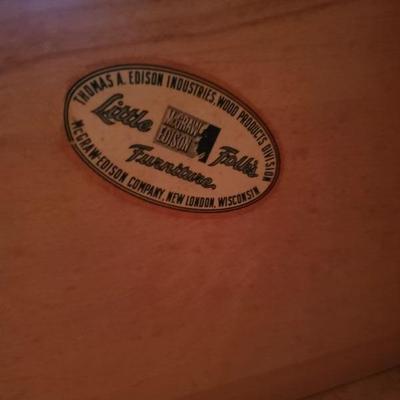 THOMAS A. EDISON INDUSTRIES, WOOD PRODUCTS DIVISION
Little Folks
McGRAW EDISON
Furniture
McGRAW-EDISON COMPANY, NEW LONDON, WISCONSIN